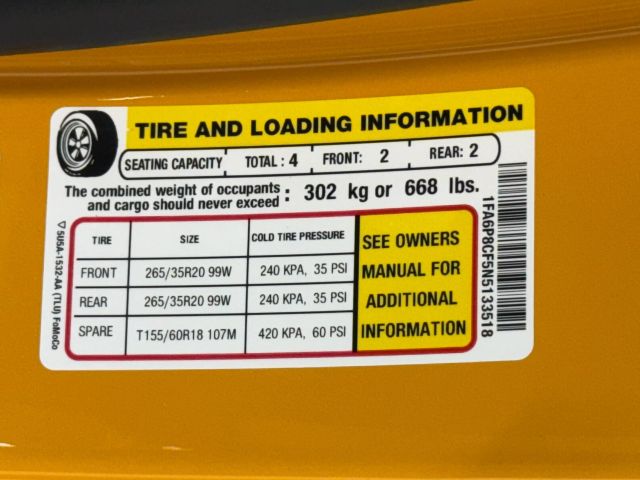 TIRE AND LOADING INFORMATION
SEATING CAPACITY TOTAL : 4 FRONT: 2 REAR: 2
The combined weight of occupants
and cargo should never exceed : 302 kg or 668 lbs.
TIRE SIZE COLD TIRE PRESSURE
FRONT 265/35R20 99W 240 KPA, 35 PSI
REAR 265/35R20 99W 240 KPA, 35 PSI
SPARE T155/60R18 107M 420 KPA, 60 PSI
SEE OWNERS
MANUAL FOR
ADDITIONAL
INFORMATION
1FA6P8CF5N5133518
5U5A-1532-AA (TLU) FoMoCo